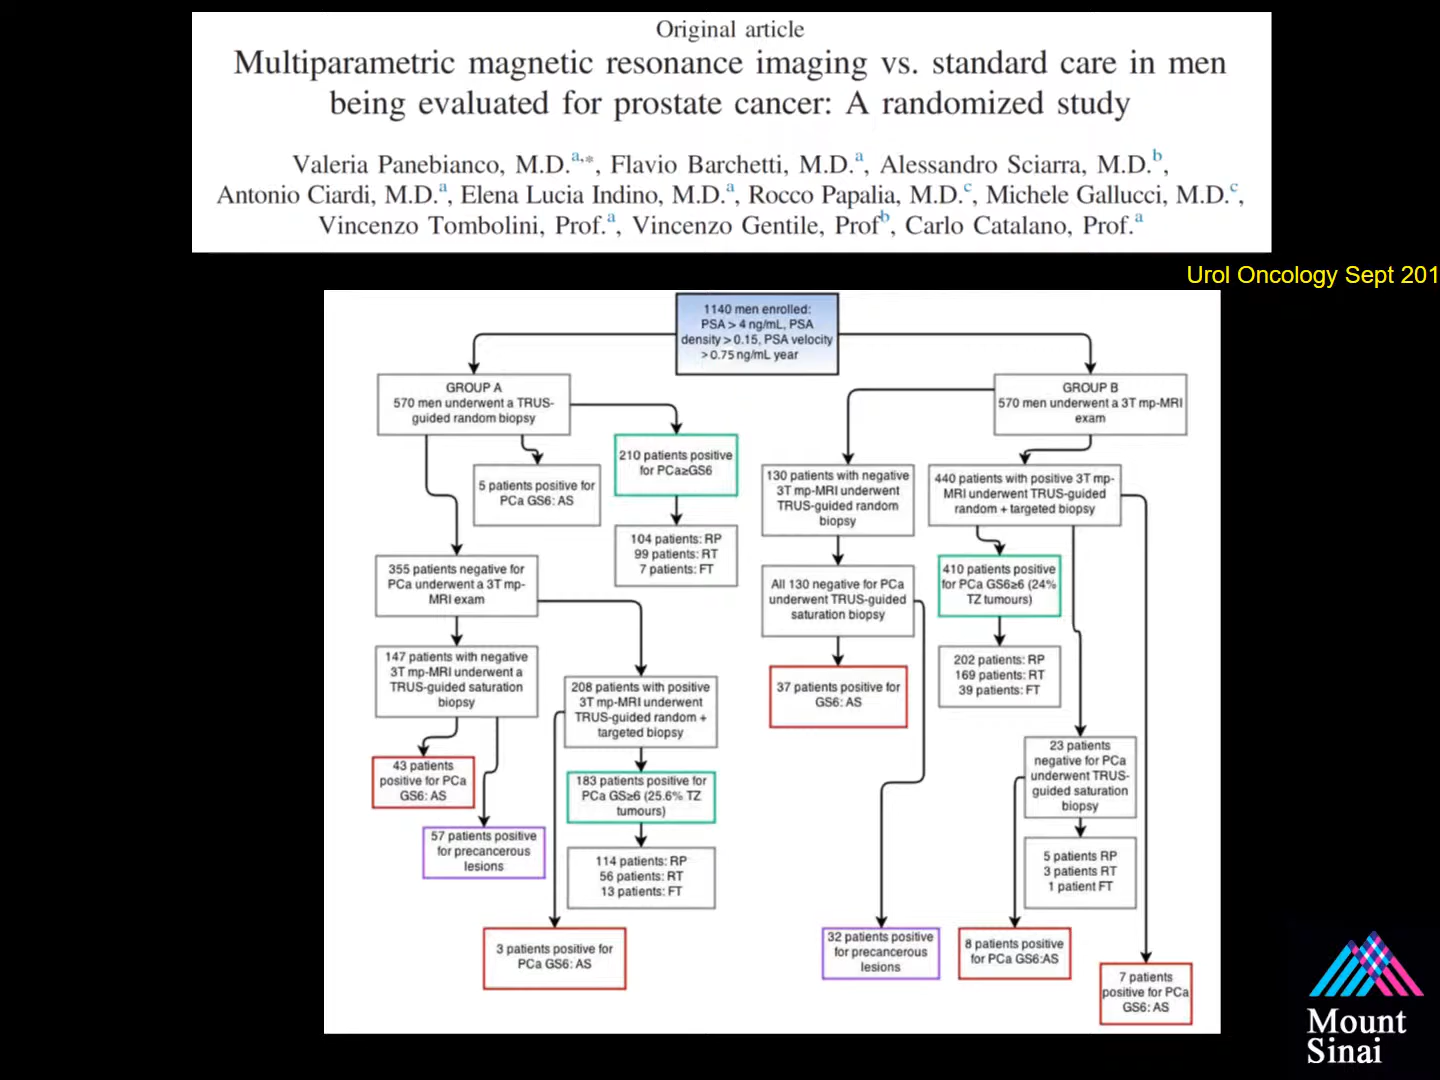 Original article
Multiparametric magnetic resonance imaging vs. standard care in men
being evaluated for prostate cancer: A randomized study
Valeria Panebianco, M.D.a,*, Flavio Barchetti, M.D.a, Alessandro Sciarra, M.D.b,
Antonio Ciardi, M.D.a, Elena Lucia Indino, M.D.a, Rocco Papalia, M.D.c, Michele Gallucci, M.D.c,
Vincenzo Tombolini, Prof.a, Vincenzo Gentile, Profb, Carlo Catalano, Prof.a
Urol Oncology Sept 201
1140 men enrolled:
PSA > 4 ng/mL, PSA
density > 0.15, PSA velocity
> 0.75 ng/mL year
GROUP A
570 men underwent a TRUS-
guided random biopsy
5 patients positive for
PCa GS6: AS
210 patients positive
for PCa≥GS6
104 patients: RP
99 patients: RT
7 patients: FT
355 patients negative for
PCa underwent a 3T mp-
MRI exam
147 patients with negative
3T mp-MRI underwent a
TRUS-guided saturation
biopsy
43 patients
positive for PCa
GS6: AS
57 patients positive
for precancerous
lesions
208 patients with positive
3T mp-MRI underwent
TRUS-guided random +
targeted biopsy
183 patients positive for
PCa GS≥6 (25.6% TZ
tumours)
114 patients: RP
56 patients: RT
13 patients: FT
3 patients positive for
PCa GS6: AS
GROUP B
570 men underwent a 3T mp-MRI
exam
130 patients with negative
3T mp-MRI underwent
TRUS-guided random
biopsy
All 130 negative for PCa
underwent TRUS-guided
saturation biopsy
37 patients positive for
GS6: AS
32 patients positive
for precancerous
lesions
440 patients with positive 3T mp-
MRI underwent TRUS-guided
random + targeted biopsy
410 patients positive
for PCa GS6≥6 (24%
TZ tumours)
202 patients: RP
169 patients: RT
39 patients: FT
23 patients
negative for PCa
underwent TRUS-
guided saturation
biopsy
5 patients RP
3 patients RT
1 patient FT
8 patients positive
for PCa GS6:AS
7 patients
positive for PCa
GS6: AS
Mount
Sinai